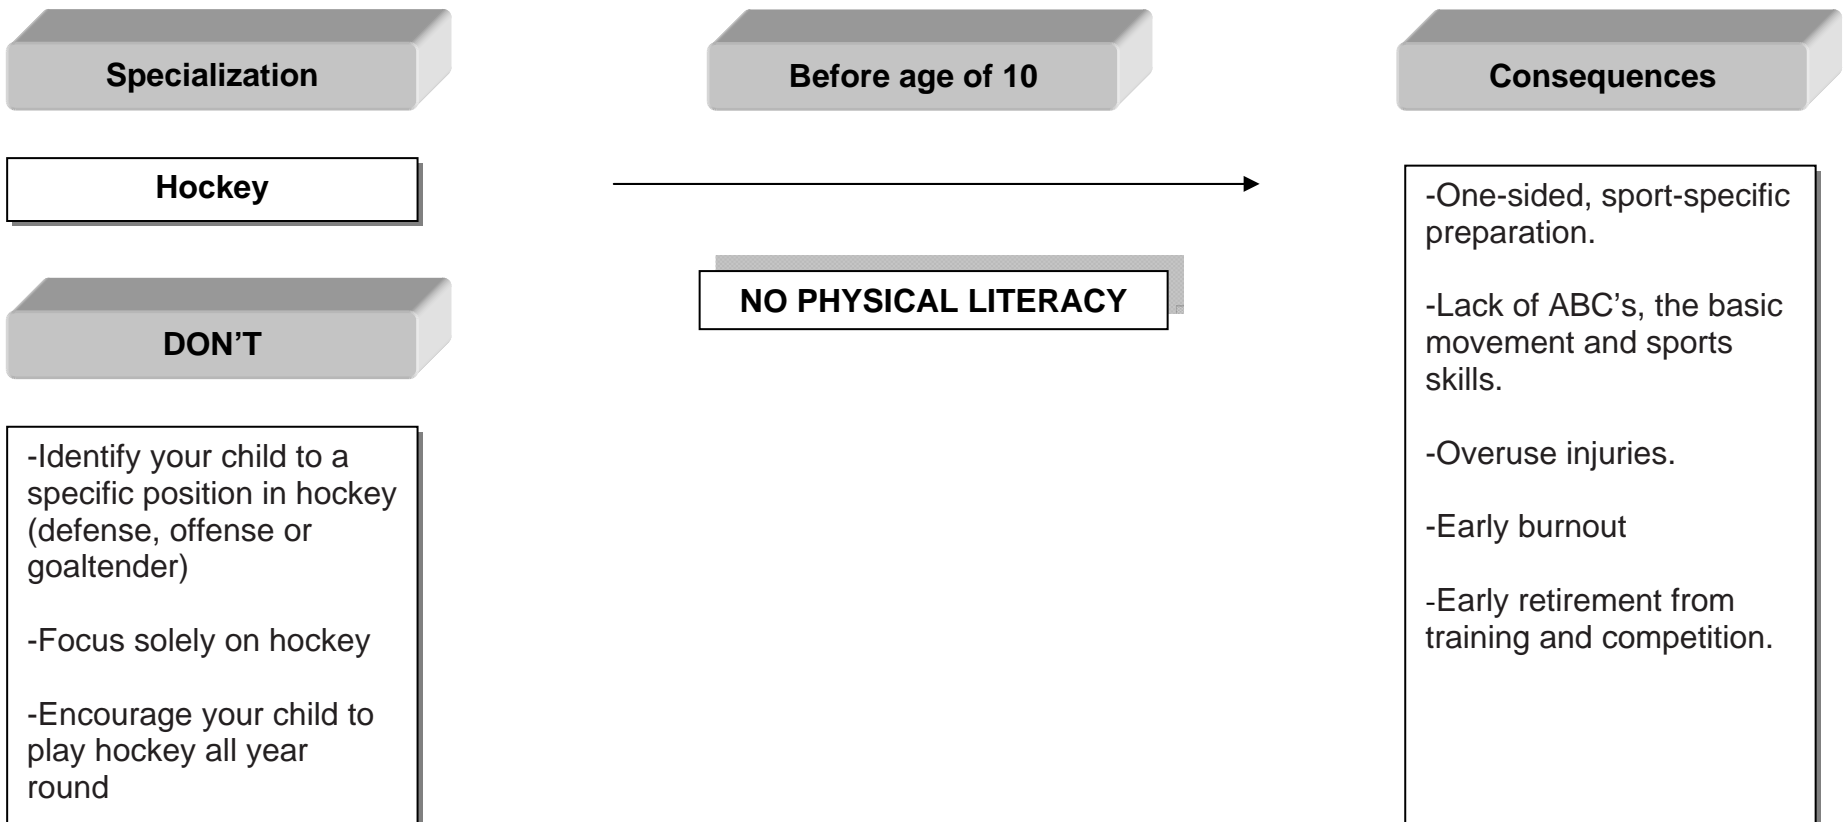 Specialization
Hockey
DON’T
-Identify your child to a
specific position in hockey
(defense, offense or
goaltender)
-Focus solely on hockey
-Encourage your child to
play hockey all year
round
Before age of 10
NO PHYSICAL LITERACY
Consequences
-One-sided, sport-specific
preparation.
-Lack of ABC’s, the basic
movement and sports
skills.
-Overuse injuries.
-Early burnout
-Early retirement from
training and competition.